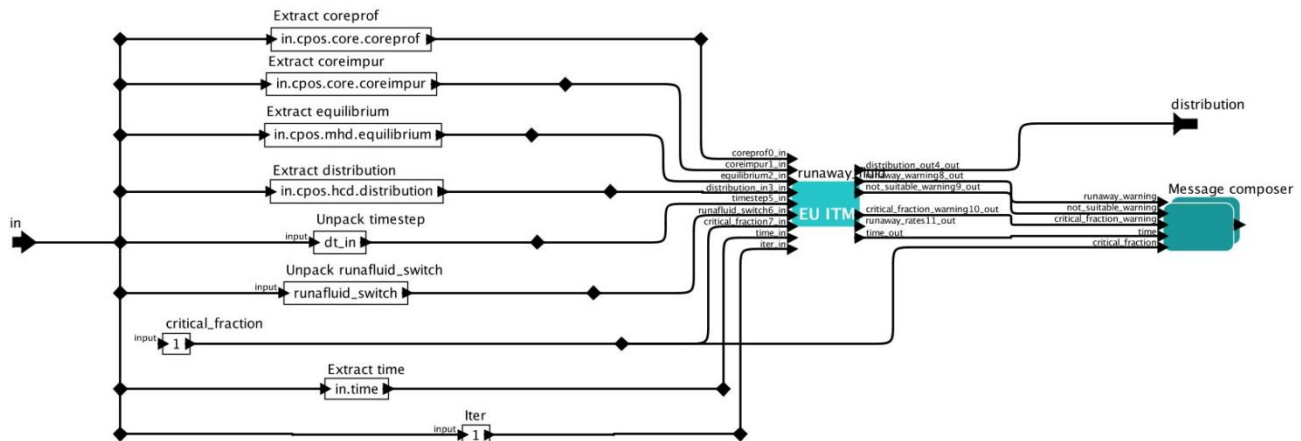 Extract coreprof
in.cpos.core.coreprof
Extract coreimpur
in.cpos.core.coreimpur
Extract equilibrium
in.cpos.mhd.equilibrium
Extract distribution
in.cpos.hcd.distribution
Unpack timestep
input
dt_in
Unpack runafluid_switch
input
runafluid_switch
critical_fraction
input
1
Extract time
in.time
Iter
input
1
in
coreprof0_in
coreimpur1_in
equilibrium2_in
distribution_in3_in
timestep5_in
runafluid_switch6_in
critical_fraction7_in
time_in
iter_in
EU ITM
distribution_out4_out
runaway_warning8_out
not_suitable_warning9_out
critical_fraction_warning10_out
runaway_rates11_out
time_out
distribution
Message composer
runaway_warning
not_suitable_warning
critical_fraction_warning
time
critical_fraction